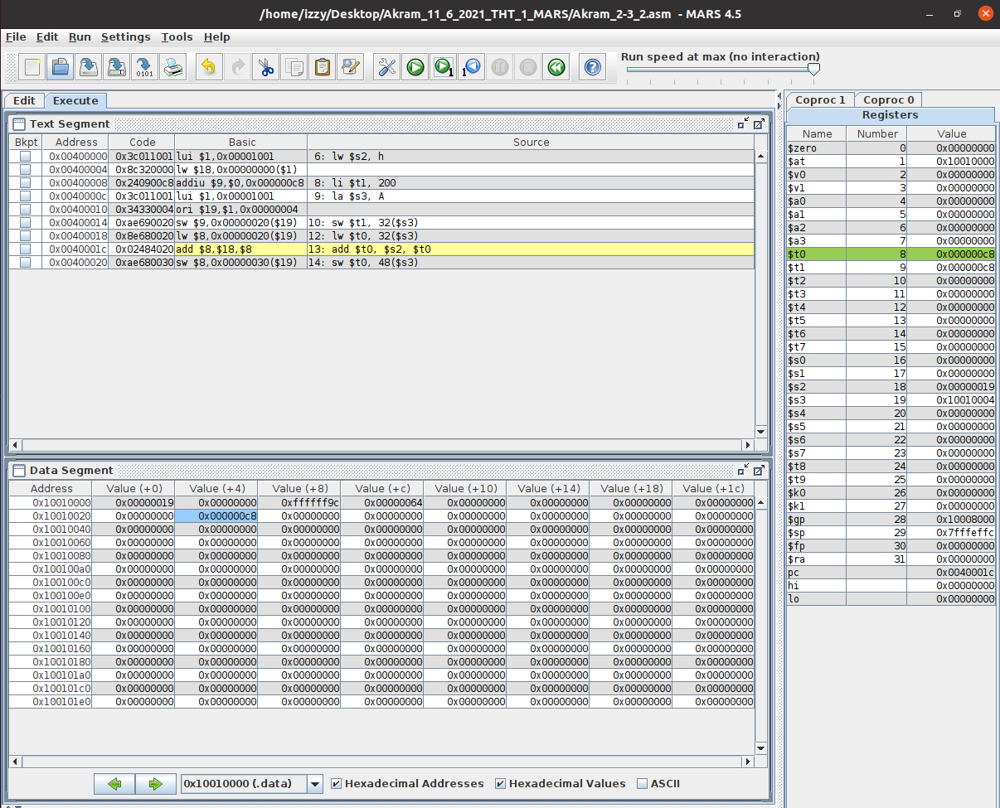 /home/izzy/Desktop/Akram_11_6_2021_THT_1_MARS/Akram_2-3_2.asm - MARS 4.5
File Edit Run Settings Tools Help
Run speed at max (no interaction)
0101
1
1
Edit Execute
Text Segment
Bkpt Address Code Basic Source
0x00400000 0x3c011001 lui $1,0x00001001 6: lw $s2, h
0x00400004 0x8c320000 lw $18,0x00000000($1)
0x00400008 0x240900c8 addiu $9,$0,0x000000c8 8: li $t1, 200
0x0040000c 0x3c011001 lui $1,0x00001001 9: la $s3, A
0x00400010 0x34330004 ori $19,$1,0x00000004
0x00400014 0xae690020 sw $9,0x00000020($19) 10: sw $t1, 32($s3)
0x00400018 0x8e680020 lw $8,0x00000020($19) 12: lw $t0, 32($s3)
0x0040001c 0x02484020 add $8,$18,$8 13: add $t0, $s2, $t0
0x00400020 0xae680030 sw $8,0x00000030($19) 14: sw $t0, 48($s3)
Data Segment
Address Value (+0) Value (+4) Value (+8) Value (+c) Value (+10) Value (+14) Value (+18) Value (+1c)
0x10010000 0x00000019 0x00000000 0xffffff9c 0x00000064 0x00000000 0x00000000 0x00000000 0x00000000
0x10010020 0x00000000 0x000000c8 0x00000000 0x00000000 0x00000000 0x00000000 0x00000000 0x00000000
0x10010040 0x00000000 0x00000000 0x00000000 0x00000000 0x00000000 0x00000000 0x00000000 0x00000000
0x10010060 0x00000000 0x00000000 0x00000000 0x00000000 0x00000000 0x00000000 0x00000000 0x00000000
0x10010080 0x00000000 0x00000000 0x00000000 0x00000000 0x00000000 0x00000000 0x00000000 0x00000000
0x100100a0 0x00000000 0x00000000 0x00000000 0x00000000 0x00000000 0x00000000 0x00000000 0x00000000
0x100100c0 0x00000000 0x00000000 0x00000000 0x00000000 0x00000000 0x00000000 0x00000000 0x00000000
0x100100e0 0x00000000 0x00000000 0x00000000 0x00000000 0x00000000 0x00000000 0x00000000 0x00000000
0x10010100 0x00000000 0x00000000 0x00000000 0x00000000 0x00000000 0x00000000 0x00000000 0x00000000
0x10010120 0x00000000 0x00000000 0x00000000 0x00000000 0x00000000 0x00000000 0x00000000 0x00000000
0x10010140 0x00000000 0x00000000 0x00000000 0x00000000 0x00000000 0x00000000 0x00000000 0x00000000
0x10010160 0x00000000 0x00000000 0x00000000 0x00000000 0x00000000 0x00000000 0x00000000 0x00000000
0x10010180 0x00000000 0x00000000 0x00000000 0x00000000 0x00000000 0x00000000 0x00000000 0x00000000
0x100101a0 0x00000000 0x00000000 0x00000000 0x00000000 0x00000000 0x00000000 0x00000000 0x00000000
0x100101c0 0x00000000 0x00000000 0x00000000 0x00000000 0x00000000 0x00000000 0x00000000 0x00000000
0x100101e0 0x00000000 0x00000000 0x00000000 0x00000000 0x00000000 0x00000000 0x00000000 0x00000000
0x10010000 (.data) Hexadecimal Addresses Hexadecimal Values ASCII
Coproc 1 Coproc 0
Registers
Name Number Value
$zero 0 0x00000000
$at 1 0x10010000
$v0 2 0x00000000
$v1 3 0x00000000
$a0 4 0x00000000
$a1 5 0x00000000
$a2 6 0x00000000
$a3 7 0x00000000
$t0 8 0x000000c8
$t1 9 0x000000c8
$t2 10 0x00000000
$t3 11 0x00000000
$t4 12 0x00000000
$t5 13 0x00000000
$t6 14 0x00000000
$t7 15 0x00000000
$s0 16 0x00000000
$s1 17 0x00000000
$s2 18 0x00000019
$s3 19 0x10010004
$s4 20 0x00000000
$s5 21 0x00000000
$s6 22 0x00000000
$s7 23 0x00000000
$t8 24 0x00000000
$t9 25 0x00000000
$k0 26 0x00000000
$k1 27 0x00000000
$gp 28 0x10008000
$sp 29 0x7fffeffc
$fp 30 0x00000000
$ra 31 0x00000000
pc 0x0040001c
hi 0x00000000
lo 0x00000000